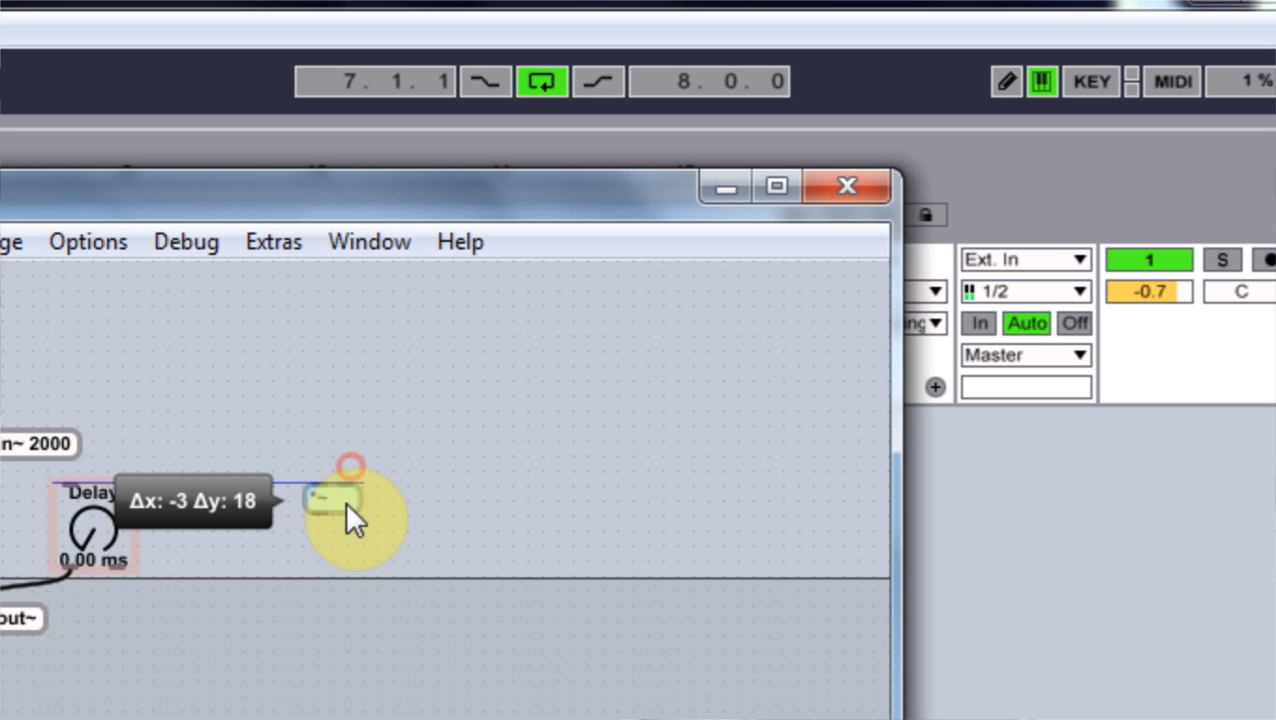 7. 1. 1
8. 0. 0
KEY
MIDI
1 %
ge Options Debug Extras Window Help
Ext. In
1 S
1/2
-0.7 C
ing
In Auto Off
Master
n~ 2000
Delay
Δx: -3 Δy: 18
*~
0.00 ms
out~